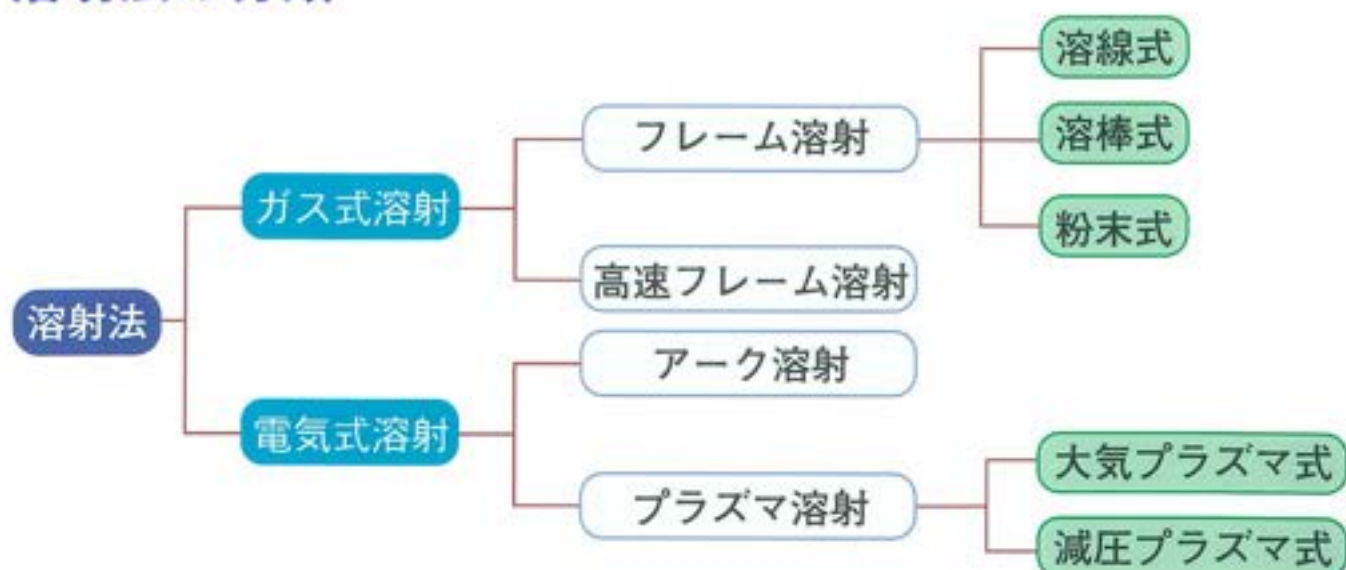 溶線式
フレーム溶射
溶棒式
ガス式溶射
粉末式
高速フレーム溶射
溶射法
アーク溶射
電気式溶射
大気プラズマ式
プラズマ溶射
減圧プラズマ式